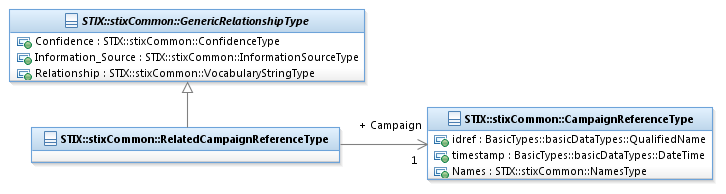 STIX::stixCommon::GenericRelationshipType
Confidence : STIX::stixCommon::ConfidenceType
Information_Source : STIX::stixCommon::InformationSourceType
Relationship : STIX::stixCommon::VocabularyStringType
STIX::stixCommon::RelatedCampaignReferenceType
+ Campaign
1
STIX::stixCommon::CampaignReferenceType
idref : BasicTypes::basicDataTypes::QualifiedName
timestamp : BasicTypes::basicDataTypes::DateTime
Names : STIX::stixCommon::NamesType